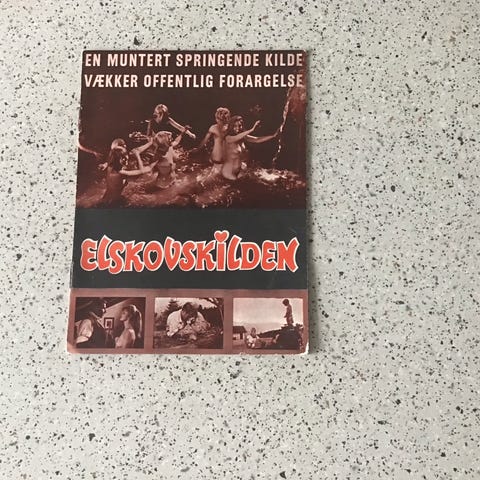 EN MUNTERT SPRINGENDE KILDE
VÆKKER OFFENTLIG FORARGELSE
ELSKOVSKILDEN